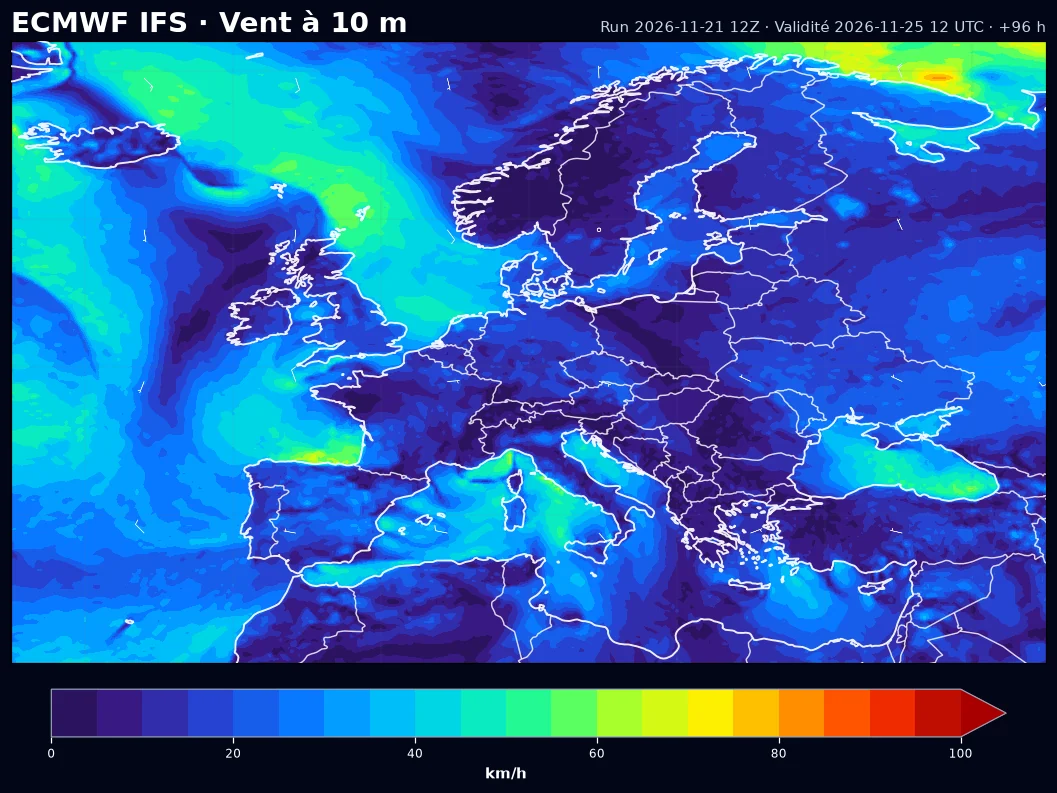 ECMWF IFS · Vent à 10 m
Run 2026-11-21 12Z · Validité 2026-11-25 12 UTC · +96 h
0 20 40 60 80 100
km/h